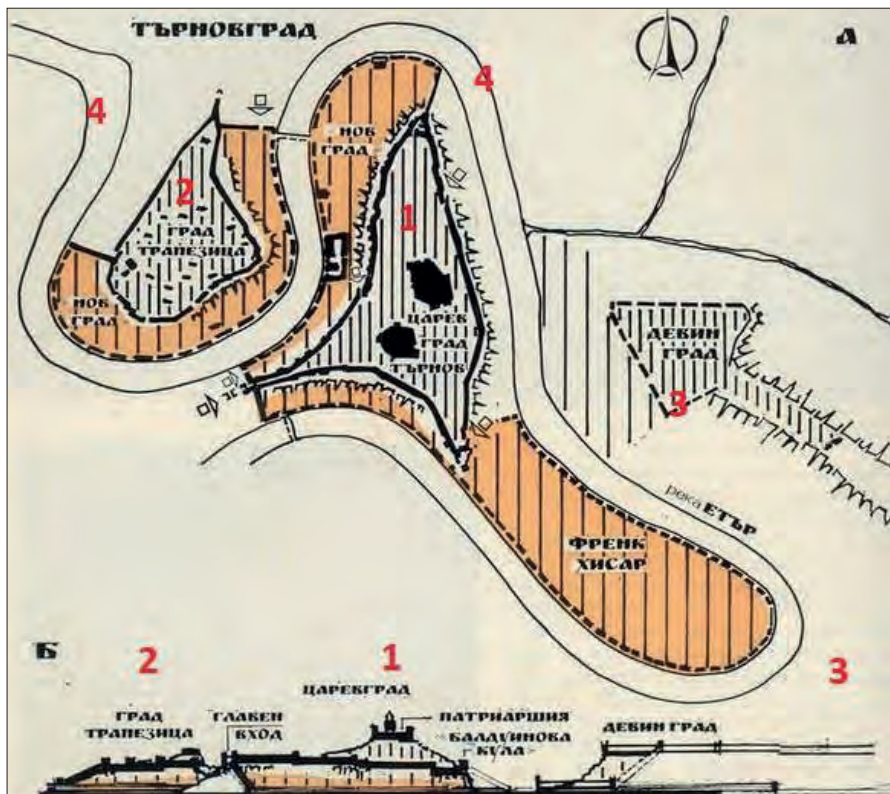 ТЪРНОВГРАД
А
4
4
НОВ
ГРАД
2
1
ГРАД
ТРАПЕЗИЦА
НОВ
ГРАД
ЦАРЕВ
ГРАД
ТЪРНОВ
ДЕВИН
ГРАД
3
река ЕТЪР
ФРЕНК
ХИСАР
Б
2
1
3
ЦАРЕВГРАД
ГРАД
ТРАПЕЗИЦА
ГЛАВЕН
ВХОД
ПАТРИАРШИЯ
БАЛДУИНОВА
КУЛА
ДЕВИН ГРАД